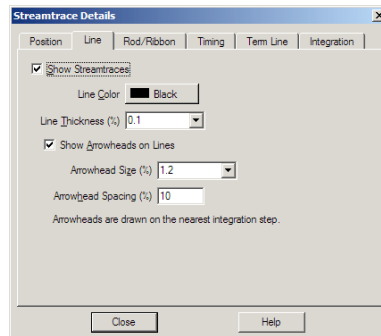 Streamtrace Details
Position Line Rod/Ribbon Timing Term Line Integration
Show Streamtraces
Line Color Black
Line Thickness (%) 0.1
Show Arrowheads on Lines
Arrowhead Size (%) 1.2
Arrowhead Spacing (%) 10
Arrowheads are drawn on the nearest integration step.
Close Help